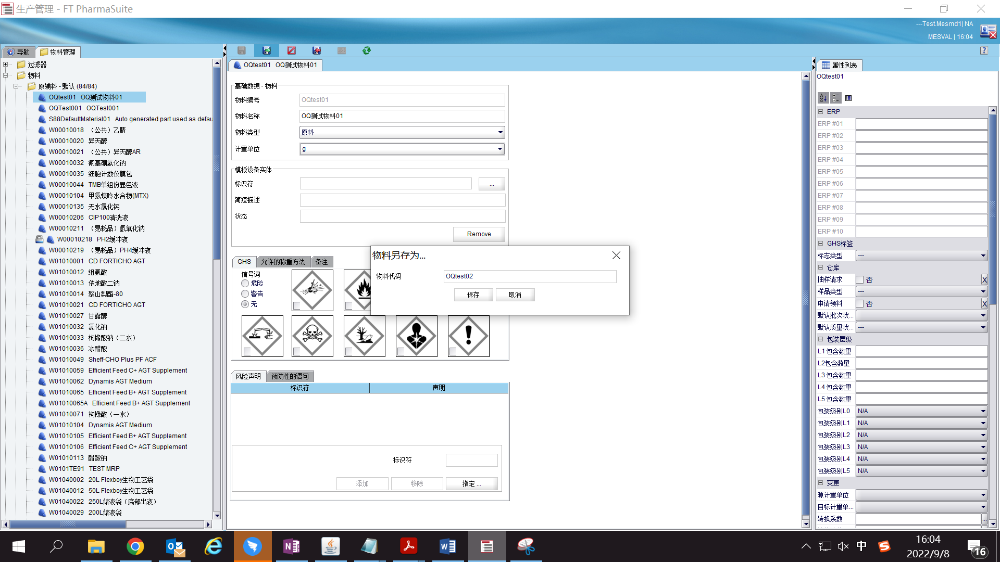 生产管理 - FT PharmaSuite
---Test.Mesmd1| NA
MESVAL | 16:04
导航
物料管理
过滤器
物料
原辅料 - 默认 (84/84)
OQtest01 OQ测试物料01
OQTest001 OQTest001
S88DefaultMaterial01 Auto generated part used as defau
W00010018 （公共）乙腈
W00010020 异丙醇
W00010021 （公共）异丙醇AR
W00010032 氰基硼氢化钠
W00010035 细胞计数仪膜包
W00010044 TMB单组份显色液
W00010104 甲氨蝶呤水合物(MTX)
W00010135 无水氯化钙
W00010206 CIP100清洗液
W00010211 （易耗品）氢氧化钠
W00010218 PH2缓冲液
W00010219 （易耗品）PH4缓冲液
W01010001 CD FORTICHO AGT
W01010012 组氨酸
W01010013 依地酸二钠
W01010014 聚山梨酯-80
W01010021 CD FORTICHO AGT
W01010027 甘露醇
W01010032 氯化钠
W01010033 枸橼酸钠（二水）
W01010036 冰醋酸
W01010049 Sheff-CHO Plus PF ACF
W01010059 Efficient Feed C+ AGT Supplement
W01010062 Dynamis AGT Medium
W01010065 Efficient Feed B+ AGT Supplement
W01010065A Efficient Feed B+ AGT Supplement
W01010071 枸橼酸（一水）
W01010104 Dynamis AGT Medium
W01010105 Efficient Feed B+ AGT Supplement
W01010106 Efficient Feed C+ AGT Supplement
W01010113 醋酸钠
W0101TE91 TEST MRP
W01040002 20L Flexboy生物工艺袋
W01040012 50L Flexboy生物工艺袋
W01040022 250L储液袋（底部出液）
W01040029 200L储液袋
OQtest01 OQ测试物料01
基础数据 - 物料
物料编号 OQtest01
物料名称 OQ测试物料01
物料类型 原料
计量单位 g
模板设备实体
标识符 ...
简短描述
状态
Remove
GHS 允许的称重方法 备注
信号词
危险
警告
无
物料另存为...
物料代码 OQtest02
保存 取消
风险声明 预防性的语句
标识符 声明
标识符
添加 移除 指定 ...
?
属性列表
OQtest01
ERP
ERP #01
ERP #02
ERP #03
ERP #04
ERP #05
ERP #06
ERP #07
ERP #08
ERP #09
ERP #10
GHS标签
标志类型 ---
仓库
抽样请求 否 X
样品类型 ---
申请领料 否 X
默认批次状...
默认质量状... ---
包装层级
L1 包含数量
L2包含数量
L3 包含数量
L4 包含数量
L5 包含数量
包装级别L0 N/A
包装级别L1 N/A
包装级别L2 N/A
包装级别L3 N/A
包装级别L4 N/A
包装级别L5 N/A
变更
源计量单位
目标计量单...
转换系数 ...
中
16:04
2022/9/8
16